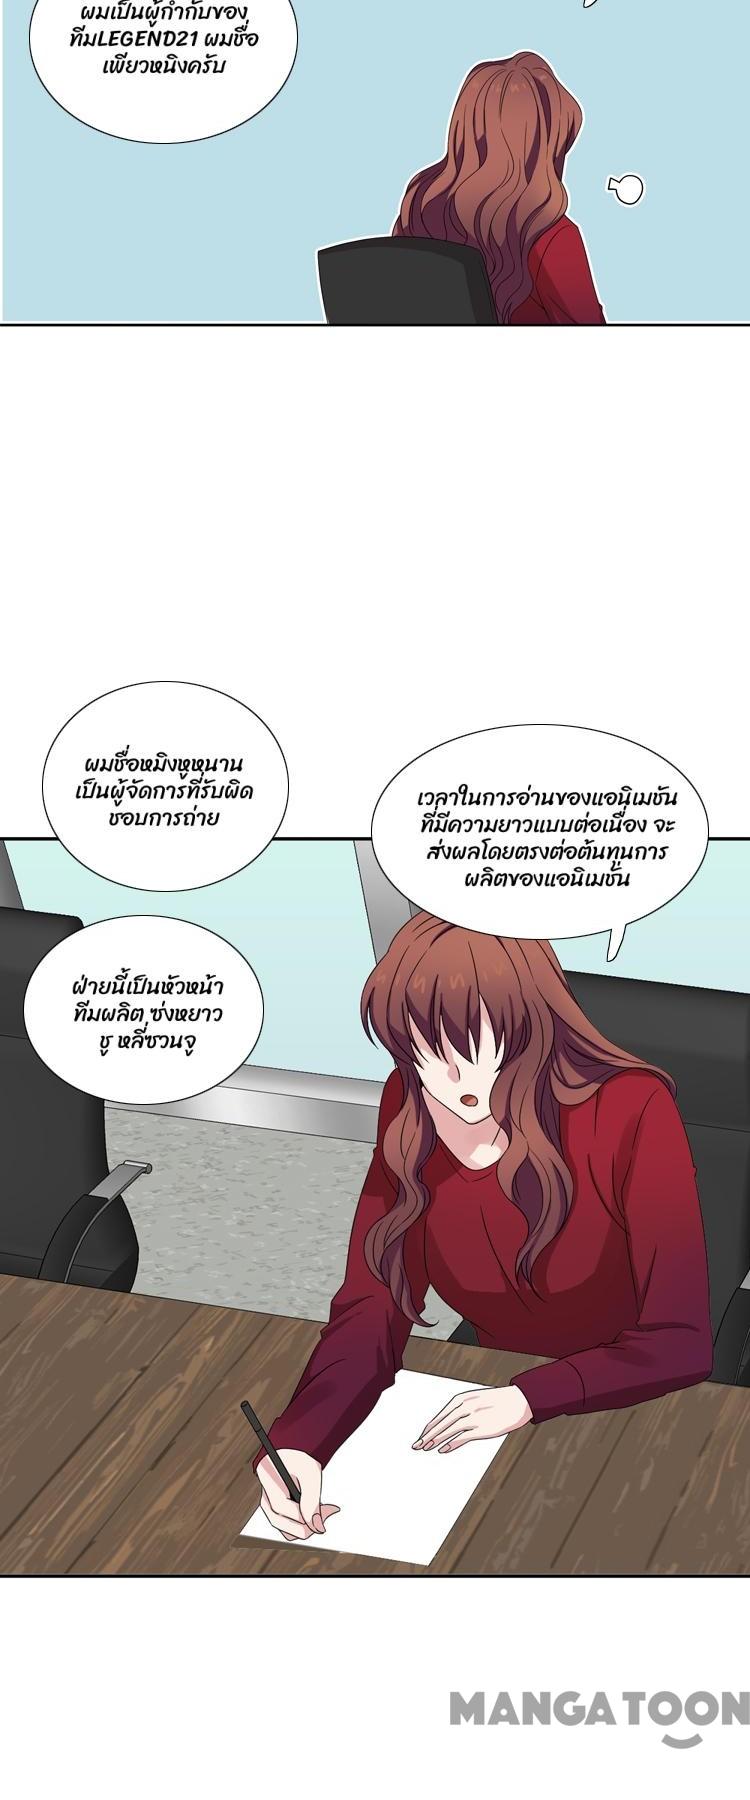 ผมเป็นผู้กำกับของ
ทีมLEGEND21 ผมชื่อ
เพียวหนิงครับ
ผมชื่อหมิงหูหนาน
เป็นผู้จัดการที่รับผิด
ชอบการถ่าย
เวลาในการอ่านของแอนิเมชัน
ที่มีความยาวแบบต่อเนื่อง จะ
ส่งผลโดยตรงต่อต้นทุนการ
ผลิตของแอนิเมชั่น
ฝ่ายนี้เป็นหัวหน้า
ทีมผลิต ซ่งหยาว
ชู หลี่ซวนจู
MANGATOON